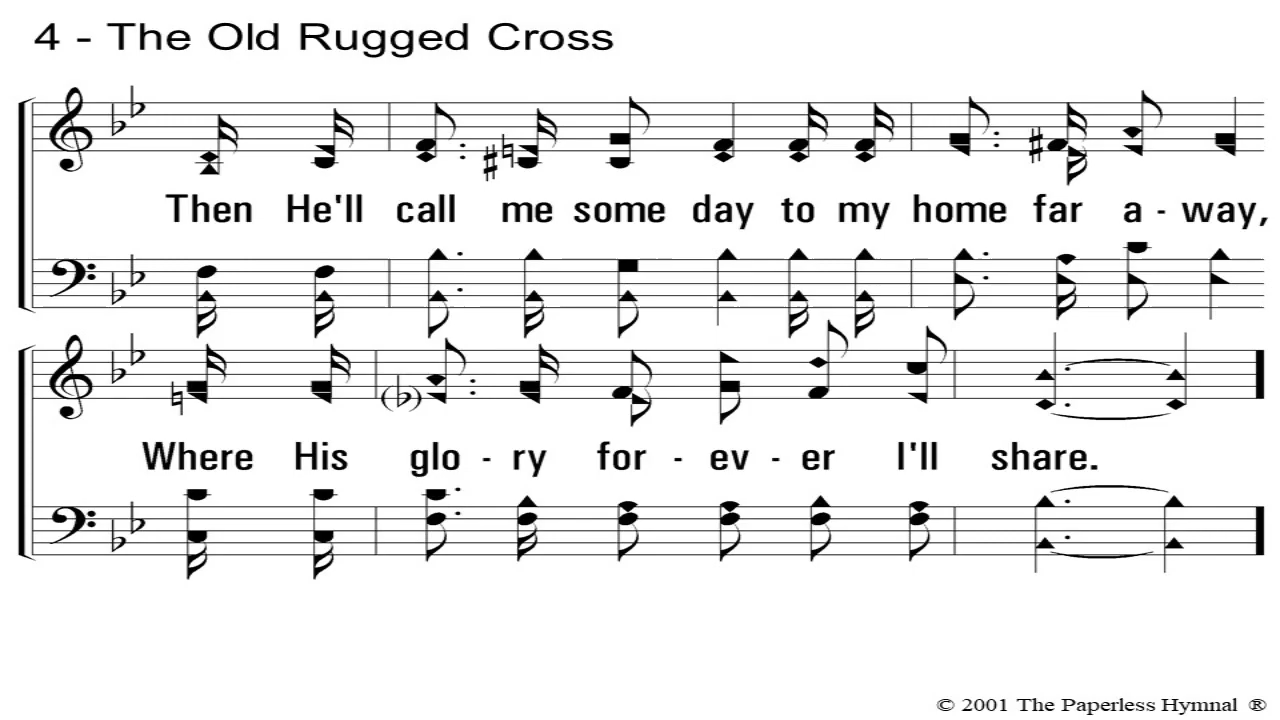 4 - The Old Rugged Cross
Then He'll call me some day to my home far a - way,
Where His glo - ry for - ev - er I'll share.
© 2001 The Paperless Hymnal ®